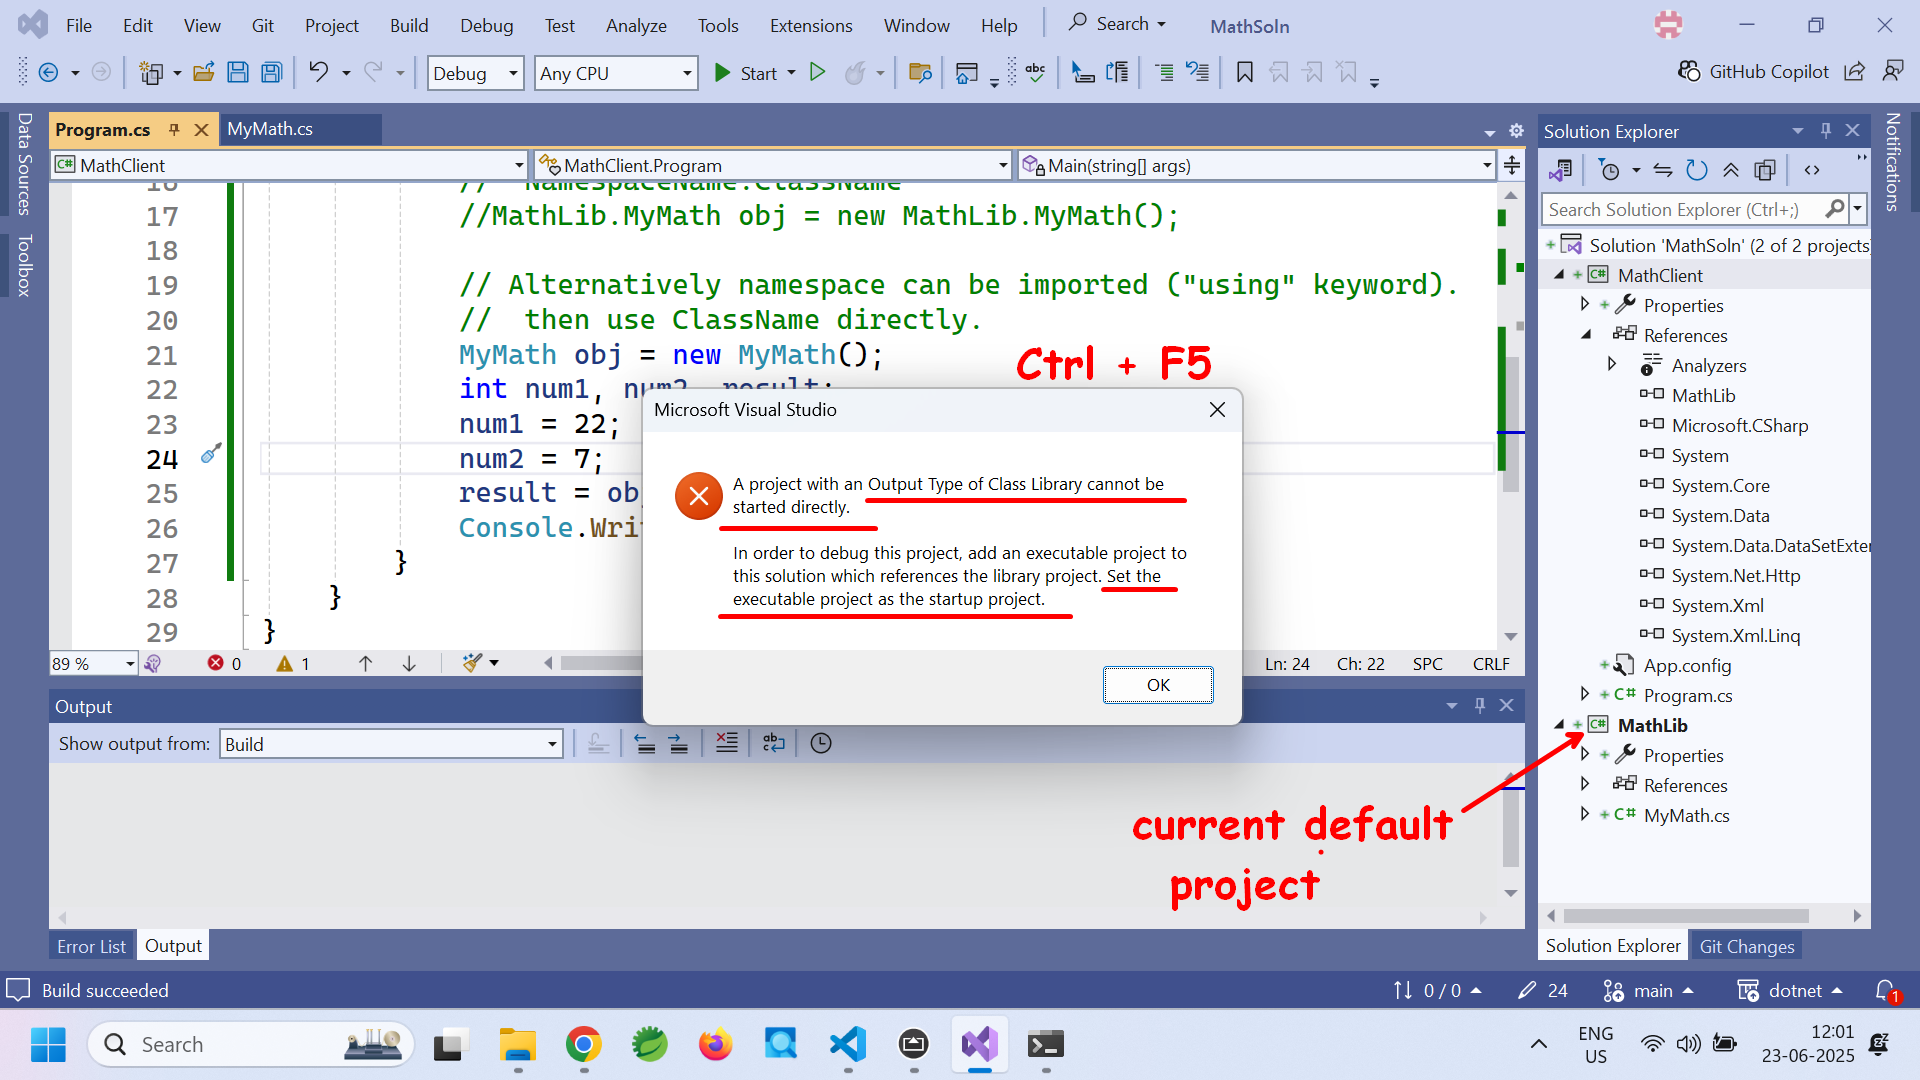 File Edit View Git Project Build Debug Test Analyze Tools Extensions Window Help Search MathSoln
Debug Any CPU Start abc GitHub Copilot
Data Sources
Toolbox
Program.cs MyMath.cs
C# MathClient MathClient.Program Main(string[] args)
16 // NamespaceName.ClassName
17 //MathLib.MyMath obj = new MathLib.MyMath();
18
19 // Alternatively namespace can be imported ("using" keyword).
20 // then use ClassName directly.
21 MyMath obj = new MyMath();
22 int num1, num2, result;
23 num1 = 22;
24 num2 = 7;
25 result = ob
26 Console.Wri
27 }
28 }
29 }
Ctrl + F5
Microsoft Visual Studio
A project with an Output Type of Class Library cannot be
started directly.
In order to debug this project, add an executable project to
this solution which references the library project. Set the
executable project as the startup project.
OK
89 % 0 1 Ln: 24 Ch: 22 SPC CRLF
Output
Show output from: Build
current default
project
Error List Output
Solution Explorer
Search Solution Explorer (Ctrl+;)
Solution 'MathSoln' (2 of 2 projects
C# MathClient
Properties
References
Analyzers
MathLib
Microsoft.CSharp
System
System.Core
System.Data
System.Data.DataSetExte
System.Net.Http
System.Xml
System.Xml.Linq
App.config
C# Program.cs
C# MathLib
Properties
References
C# MyMath.cs
Solution Explorer Git Changes
Notifications
Build succeeded 0 / 0 24 main dotnet 1
Search ENG
US
12:01
23-06-2025